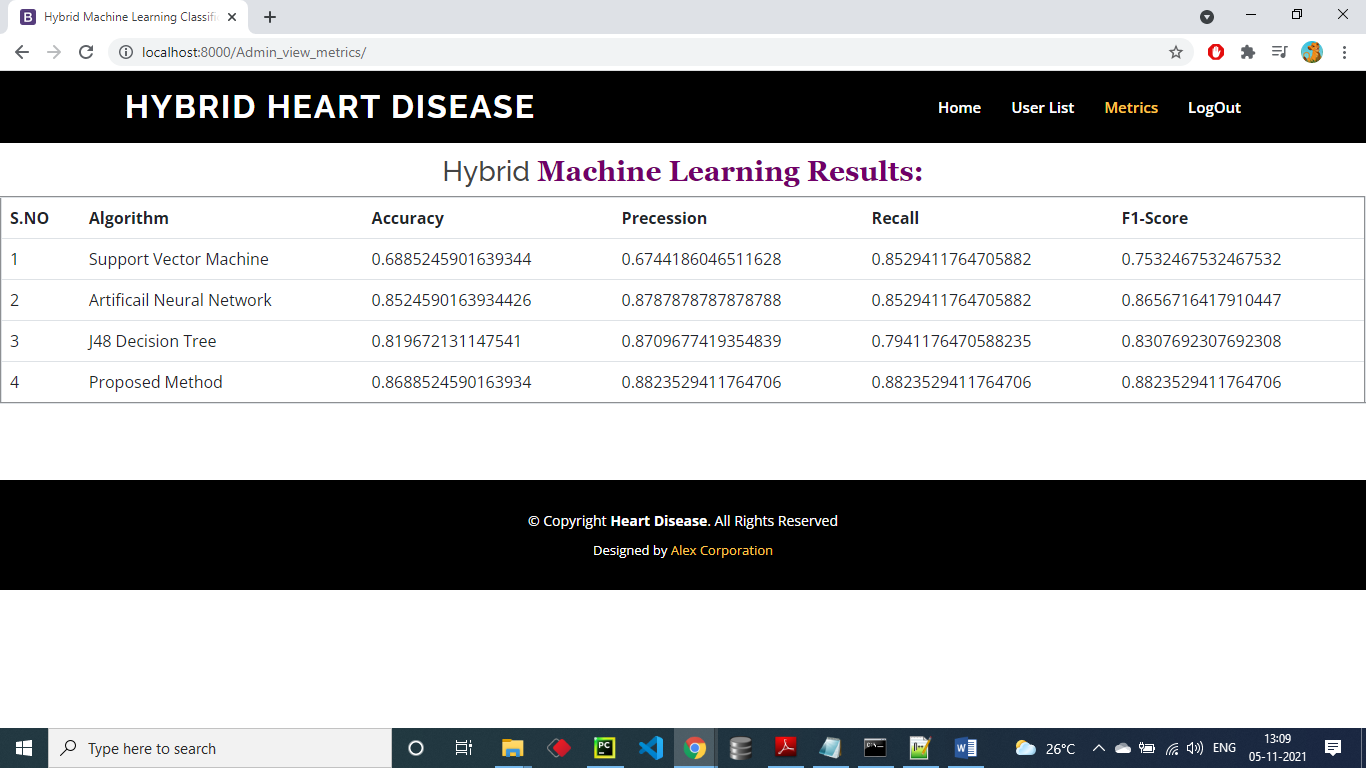 Hybrid Machine Learning Classifi
localhost:8000/Admin_view_metrics/
HYBRID HEART DISEASE
Home User List Metrics LogOut
Hybrid Machine Learning Results:
S.NO Algorithm Accuracy Precession Recall F1-Score
1 Support Vector Machine 0.6885245901639344 0.6744186046511628 0.8529411764705882 0.7532467532467532
2 Artificail Neural Network 0.8524590163934426 0.8787878787878788 0.8529411764705882 0.8656716417910447
3 J48 Decision Tree 0.819672131147541 0.8709677419354839 0.7941176470588235 0.8307692307692308
4 Proposed Method 0.8688524590163934 0.8823529411764706 0.8823529411764706 0.8823529411764706
© Copyright Heart Disease. All Rights Reserved
Designed by Alex Corporation
Type here to search
PC
26°C
ENG
13:09
05-11-2021